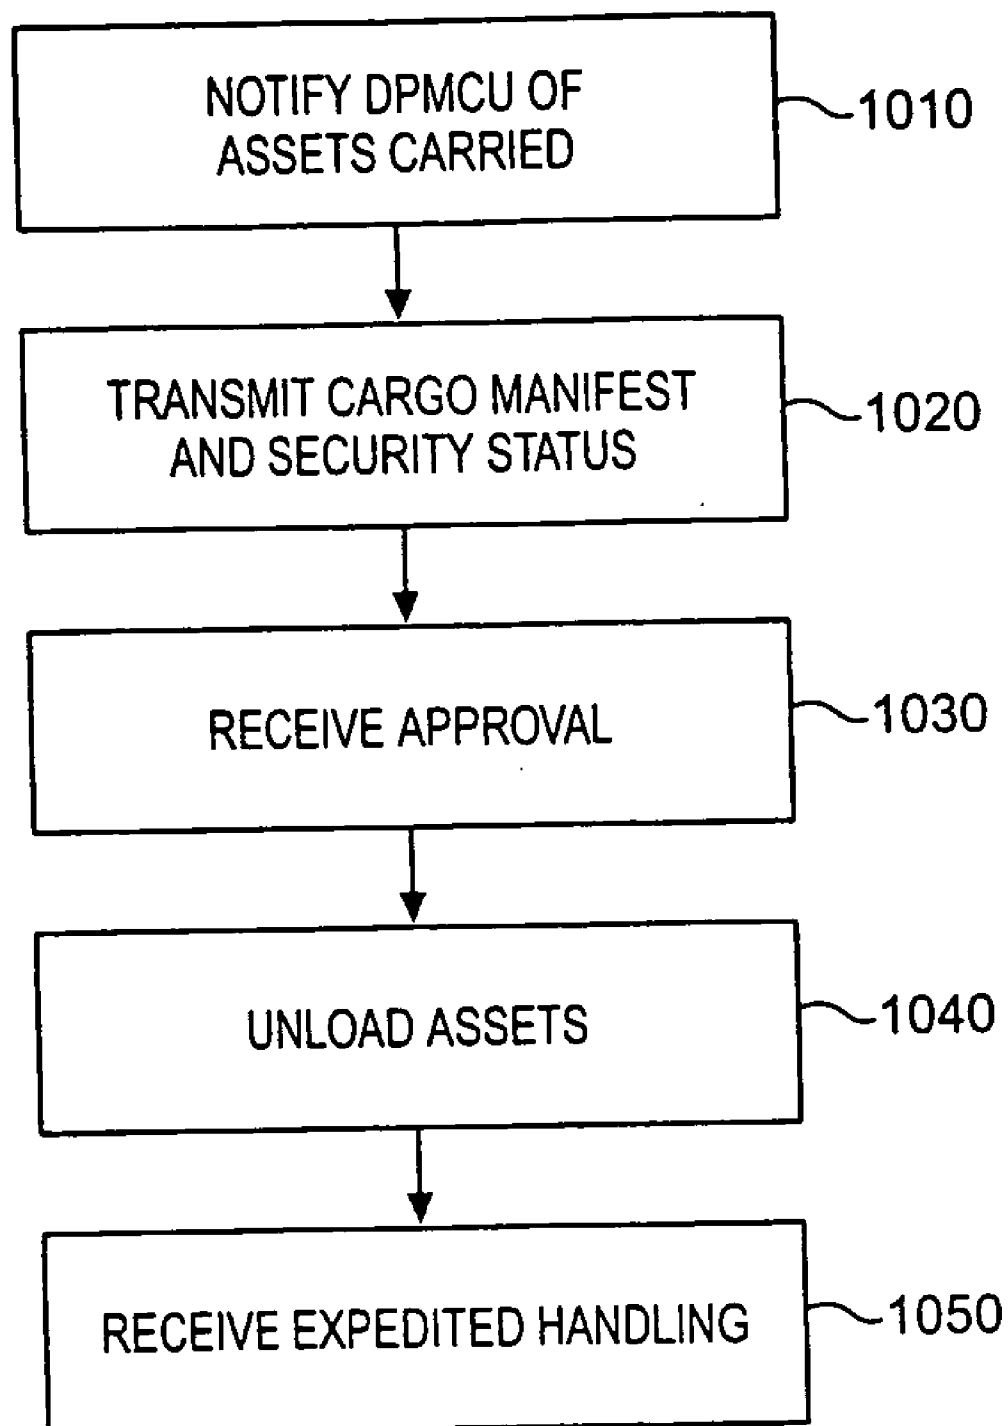 NOTIFY DPMCU OF
ASSETS CARRIED
1010
TRANSMIT CARGO MANIFEST
AND SECURITY STATUS
1020
RECEIVE APPROVAL
1030
UNLOAD ASSETS
1040
RECEIVE EXPEDITED HANDLING
1050